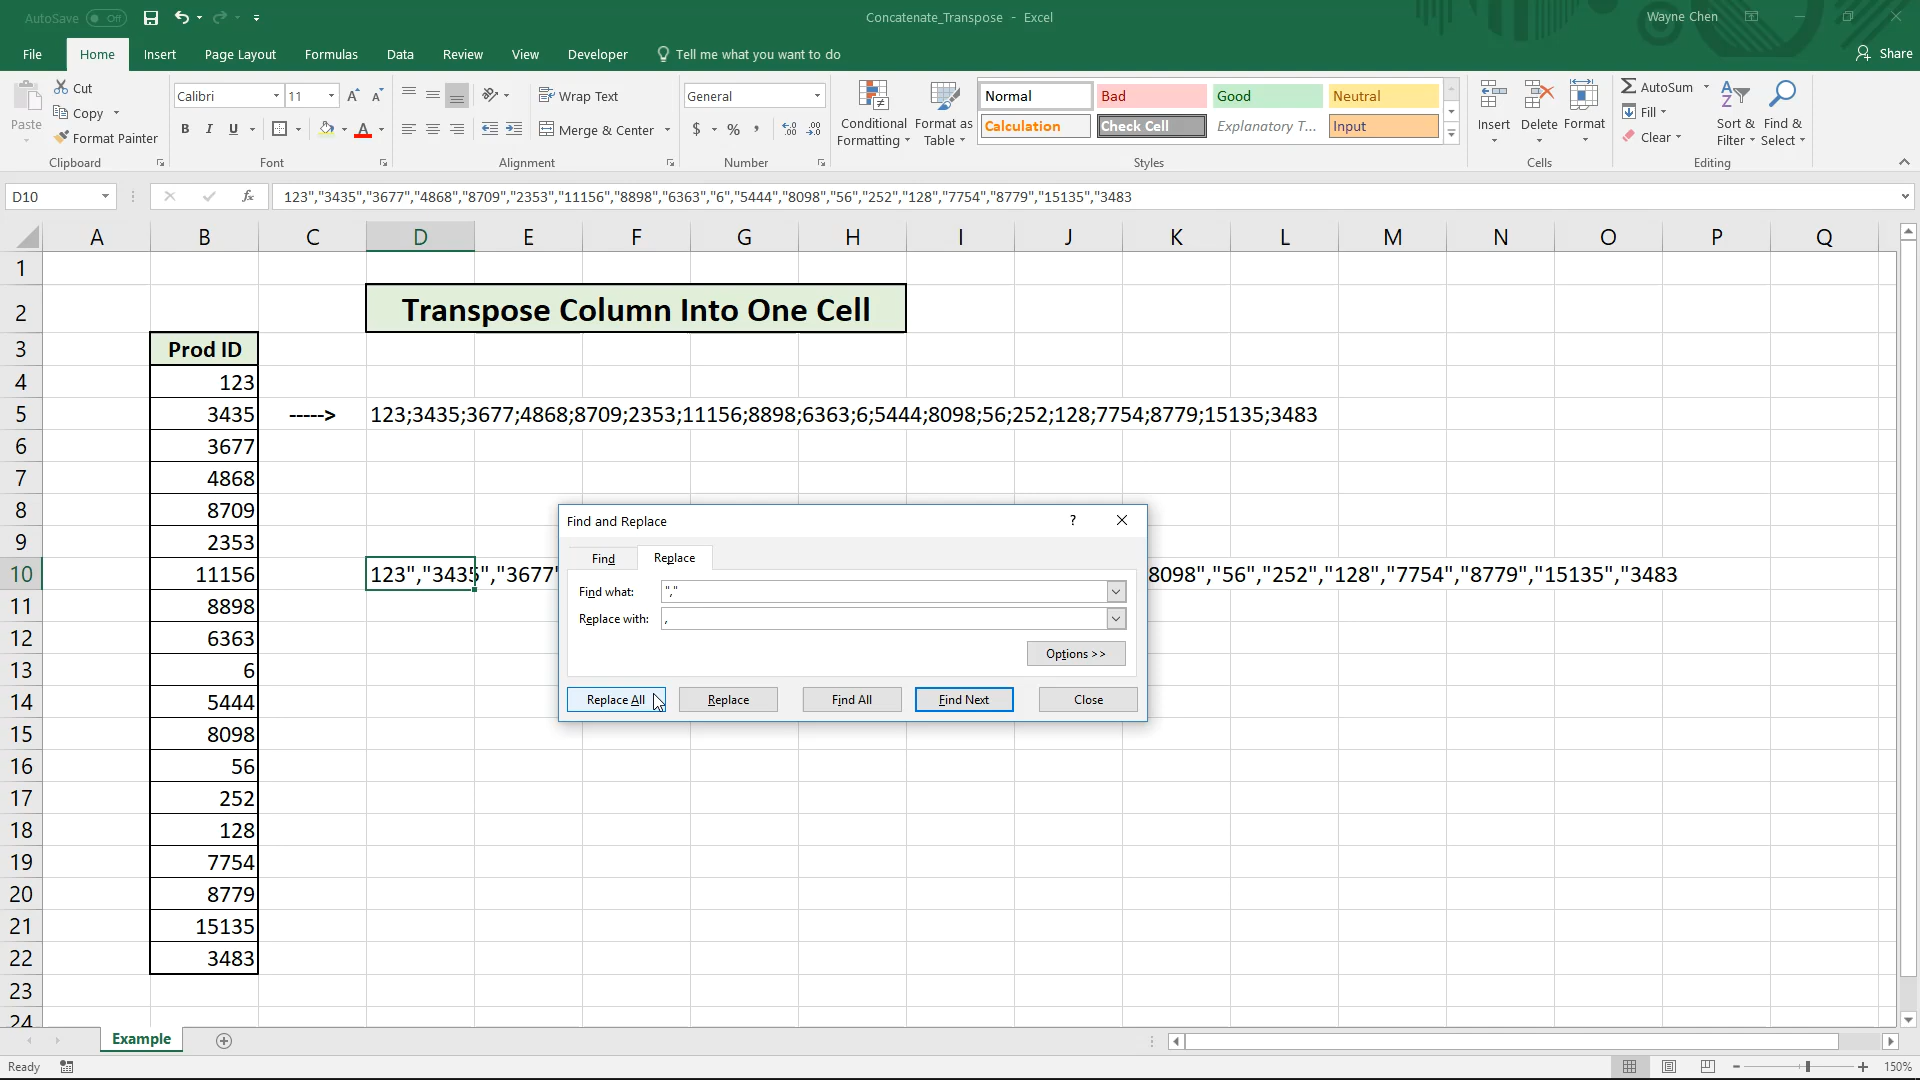 AutoSave Off
Concatenate_Transpose - Excel
Wayne Chen
File Home Insert Page Layout Formulas Data Review View Developer Tell me what you want to do
Share
Paste
Cut
Copy
Format Painter
Clipboard
Calibri 11
B I U
Font
Wrap Text
Merge & Center
Alignment
General
$ % ,
Number
Conditional Formatting
Format as Table
Normal Bad Good Neutral
Calculation Check Cell Explanatory T... Input
Styles
Insert Delete Format
Cells
AutoSum
Fill
Clear
Sort & Filter
Find & Select
Editing
D10
fx
123","3435","3677","4868","8709","2353","11156","8898","6363","6","5444","8098","56","252","128","7754","8779","15135","3483
A B C D E F G H I J K L M N O P Q
1
2 Transpose Column Into One Cell
3 Prod ID
4 123
5 3435 -----> 123;3435;3677;4868;8709;2353;11156;8898;6363;6;5444;8098;56;252;128;7754;8779;15135;3483
6 3677
7 4868
8 8709
9 2353
10 11156 123","3435","3677" 8098","56","252","128","7754","8779","15135","3483
11 8898
12 6363
13 6
14 5444
15 8098
16 56
17 252
18 128
19 7754
20 8779
21 15135
22 3483
23
24
Find and Replace ?
Find Replace
Find what: ","
Replace with: ,
Options >>
Replace All Replace Find All Find Next Close
Example
Ready
150%